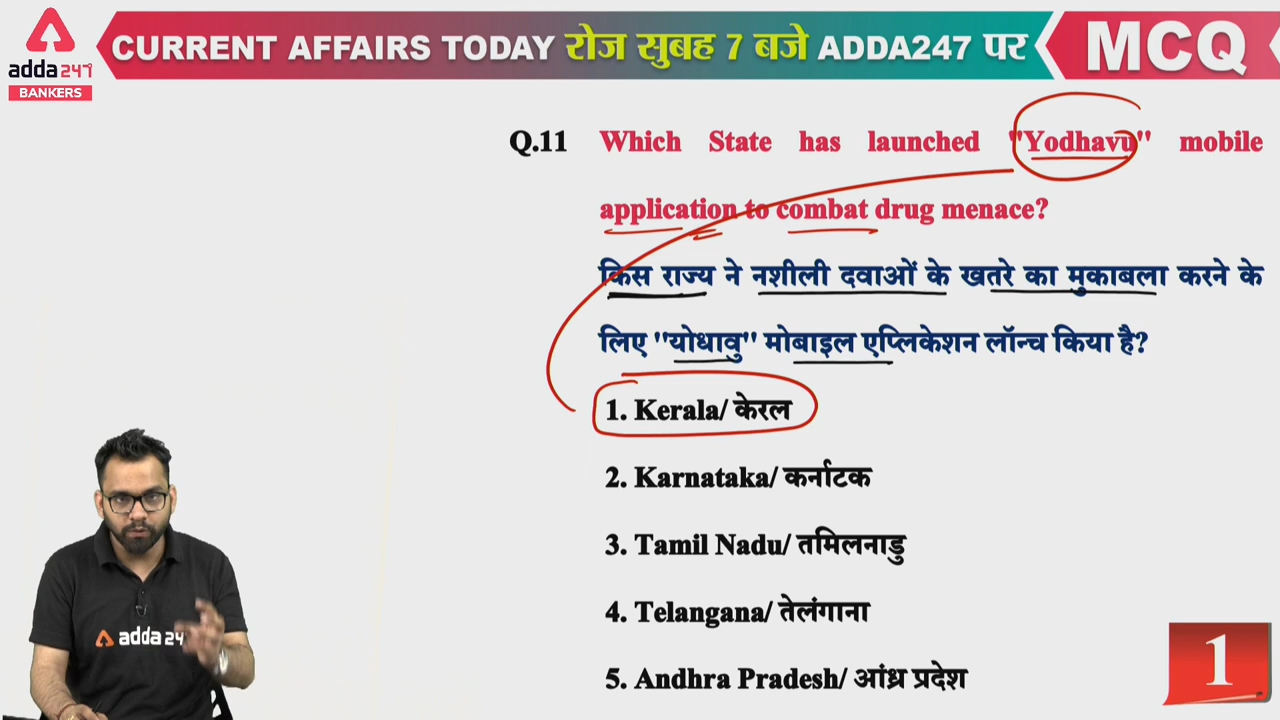 adda247
BANKERS
CURRENT AFFAIRS TODAY रोज सुबह 7 बजे ADDA247 पर
MCQ
Q.11 Which State has launched "Yodhavu" mobile
application to combat drug menace?
किस राज्य ने नशीली दवाओं के खतरे का मुकाबला करने के
लिए "योधावु" मोबाइल एप्लिकेशन लॉन्च किया है?
1. Kerala/ केरल
2. Karnataka/ कर्नाटक
3. Tamil Nadu/ तमिलनाडु
4. Telangana/ तेलंगाना
5. Andhra Pradesh/ आंध्र प्रदेश
adda 24
1